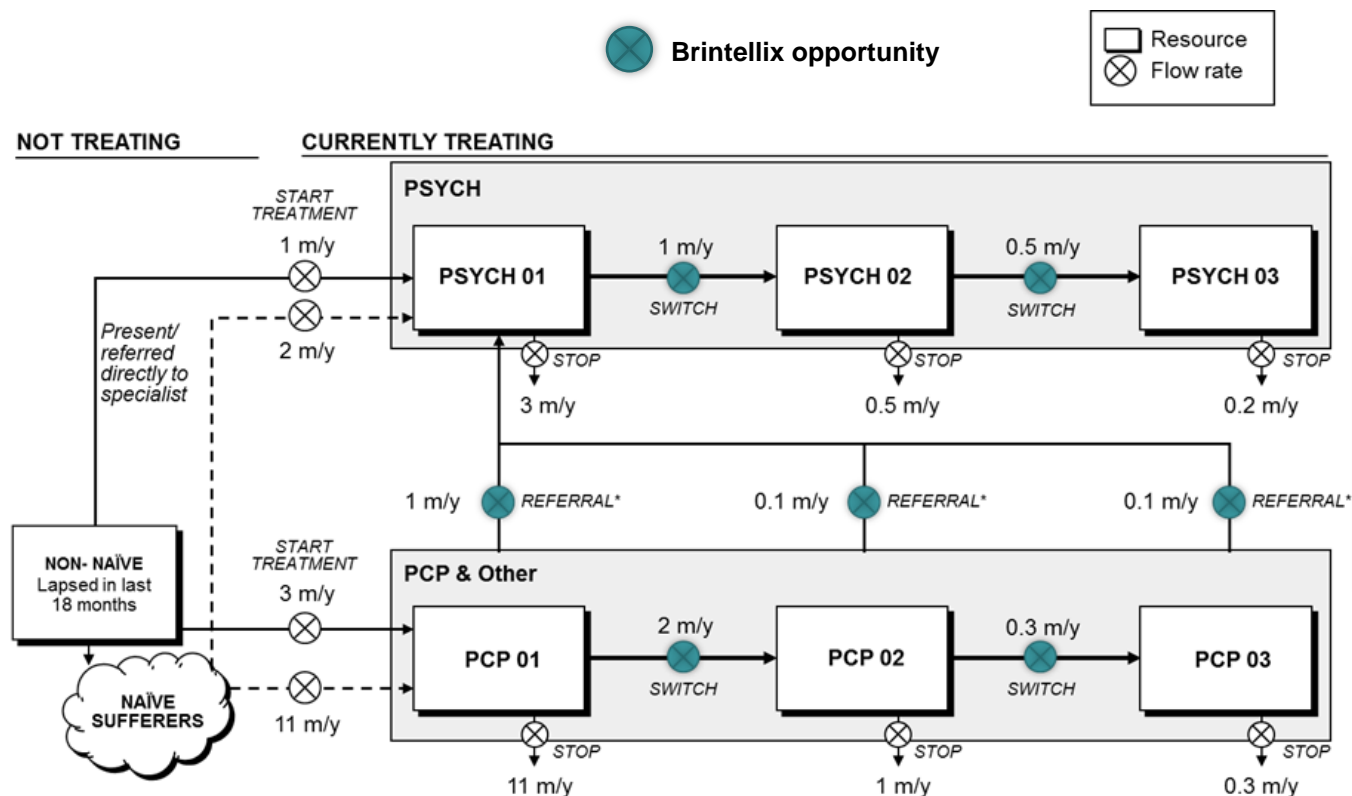 Brintellix opportunity
Resource
Flow rate
NOT TREATING
CURRENTLY TREATING
START
TREATMENT
1 m/y
2 m/y
Present/
referred
directly to
specialist
PSYCH
PSYCH 01
1 m/y
SWITCH
PSYCH 02
0.5 m/y
SWITCH
PSYCH 03
STOP
3 m/y
STOP
0.5 m/y
STOP
0.2 m/y
1 m/y
REFERRAL*
0.1 m/y
REFERRAL*
0.1 m/y
REFERRAL*
NON- NAÏVE
Lapsed in last
18 months
NAÏVE
SUFFERERS
START
TREATMENT
3 m/y
11 m/y
PCP & Other
PCP 01
2 m/y
SWITCH
PCP 02
0.3 m/y
SWITCH
PCP 03
STOP
11 m/y
STOP
1 m/y
STOP
0.3 m/y